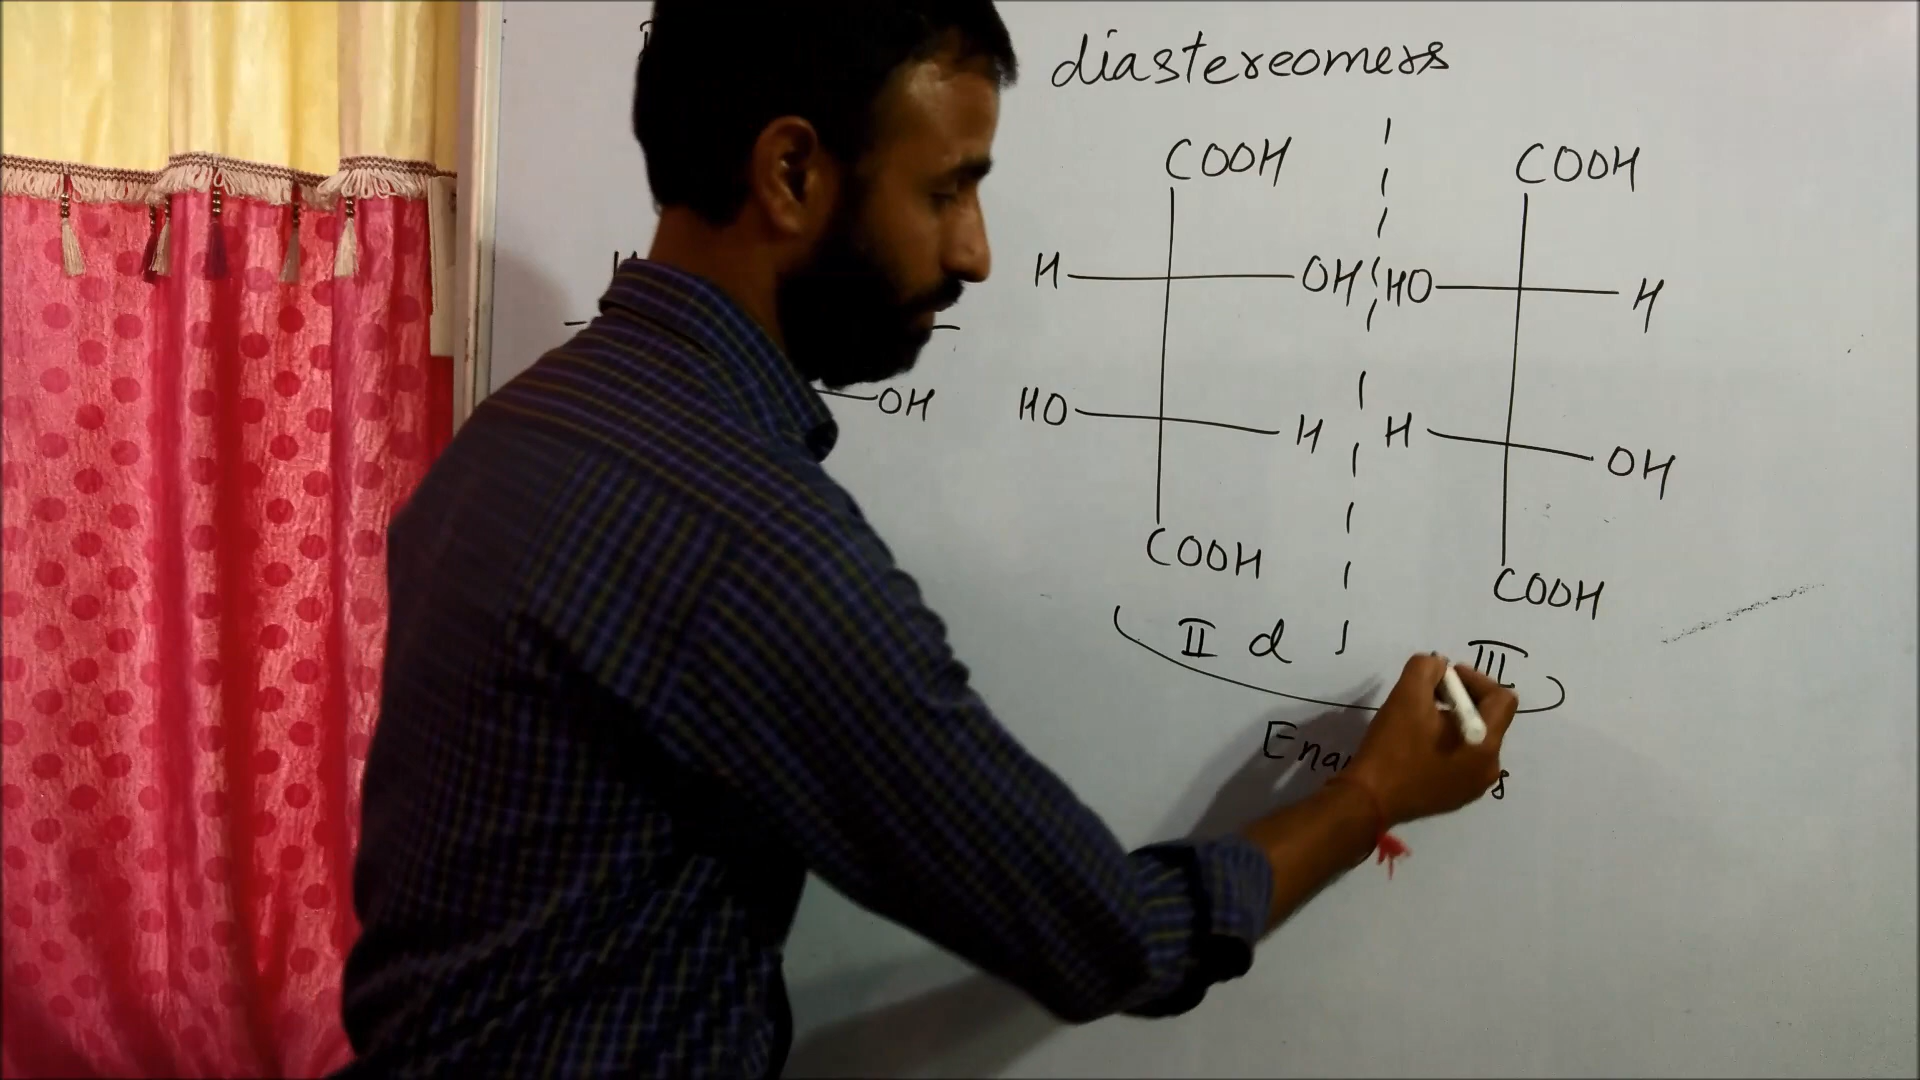 diastereomers
COOH COOH
H OH HO H
OH HO H H OH
COOH COOH
II d III